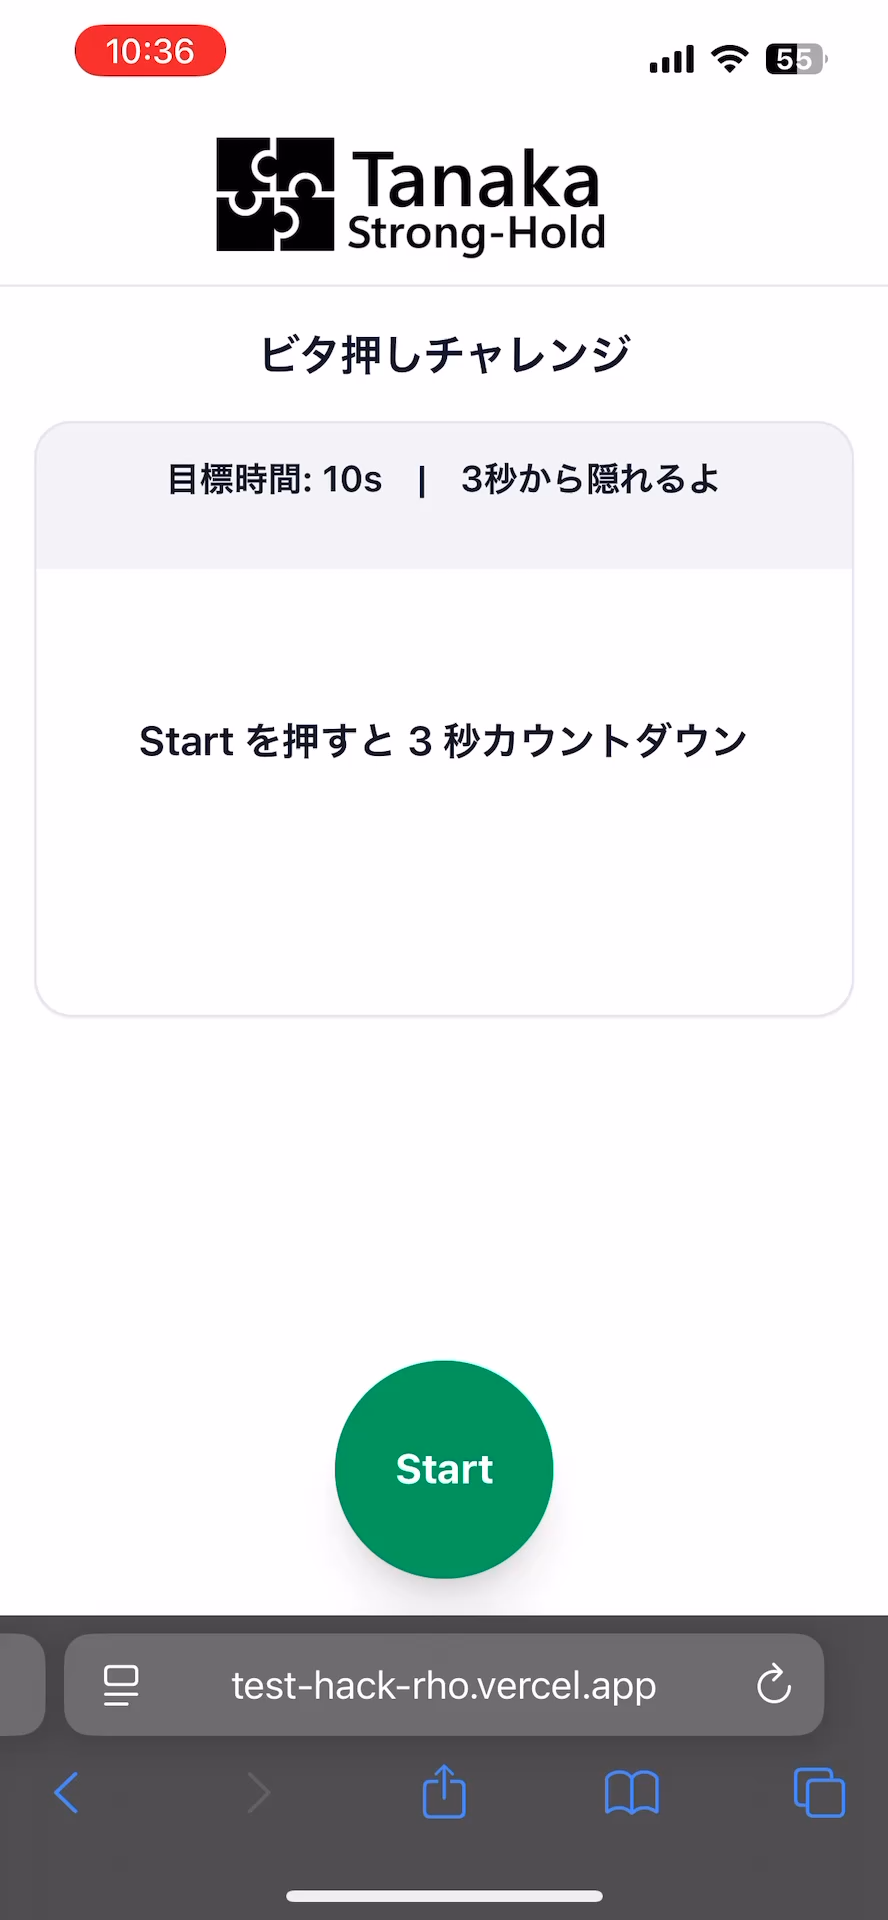 10:36
55
Tanaka
Strong-Hold
ビタ押しチャレンジ
目標時間: 10s | 3秒から隠れるよ
Start を押すと 3 秒カウントダウン
Start
test-hack-rho.vercel.app